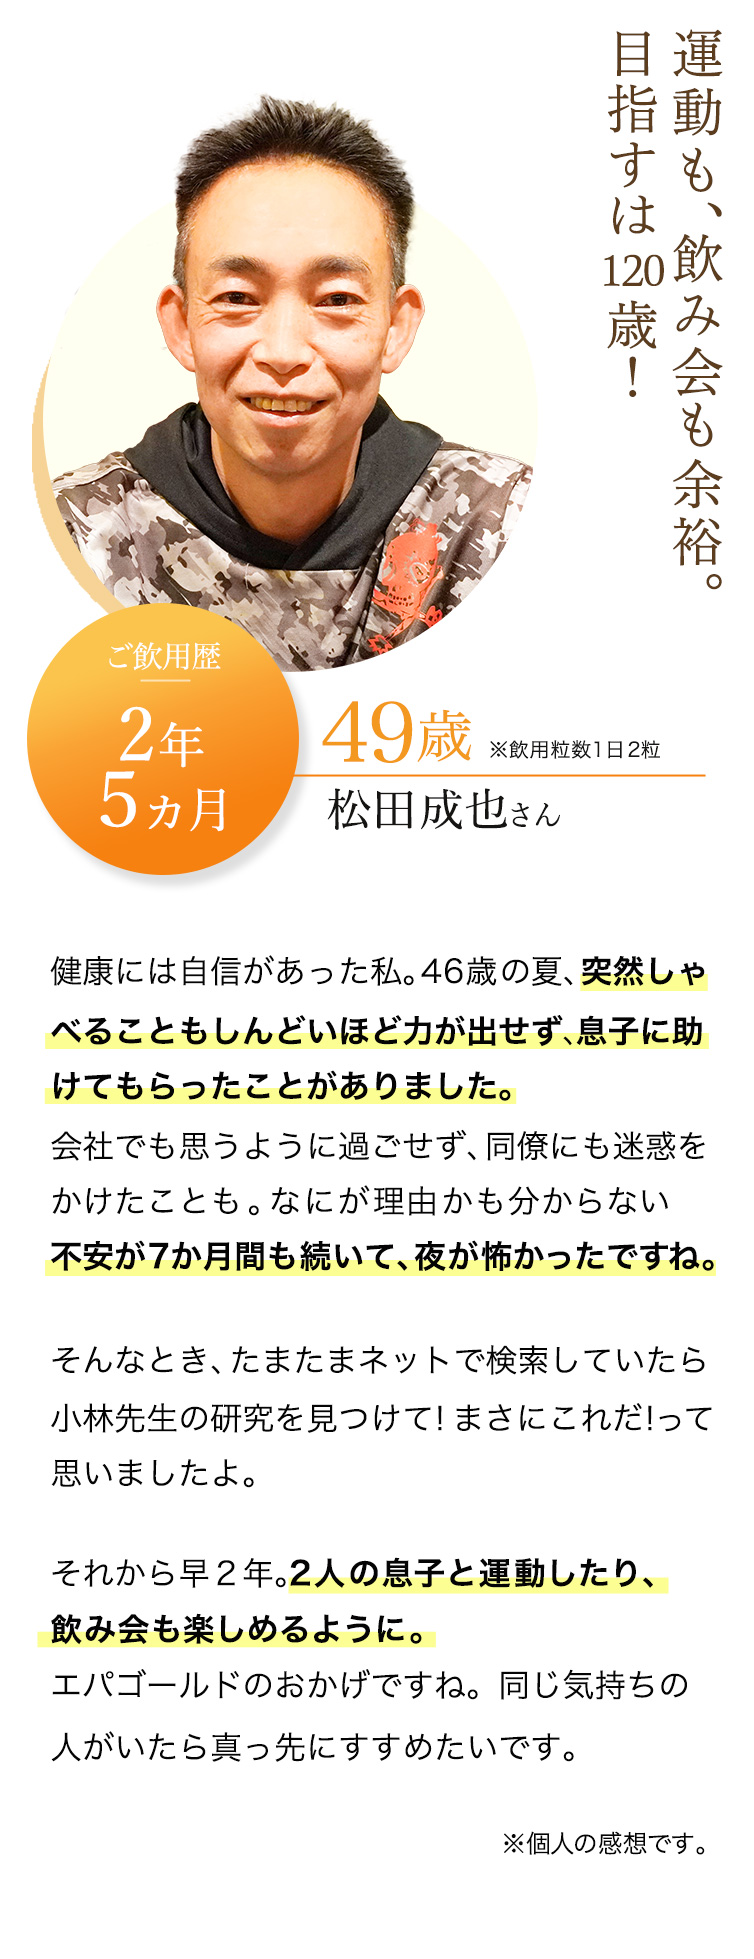 運動も、飲み会も余裕。
目指すは120歳！
ご飲用歴
2年
5カ月
49歳 ※飲用粒数1日2粒
松田成也さん
健康には自信があった私。46歳の夏、突然しゃ
べることもしんどいほど力が出せず、息子に助
けてもらったことがありました。
会社でも思うように過ごせず、同僚にも迷惑を
かけたことも。なにが理由かも分からない
不安が7か月間も続いて、夜が怖かったですね。
そんなとき、たまたまネットで検索していたら
小林先生の研究を見つけて！まさにこれだ！って
思いましたよ。
それから早２年。2人の息子と運動したり、
飲み会も楽しめるように。
エパゴールドのおかげですね。同じ気持ちの
人がいたら真っ先にすすめたいです。
※個人の感想です。